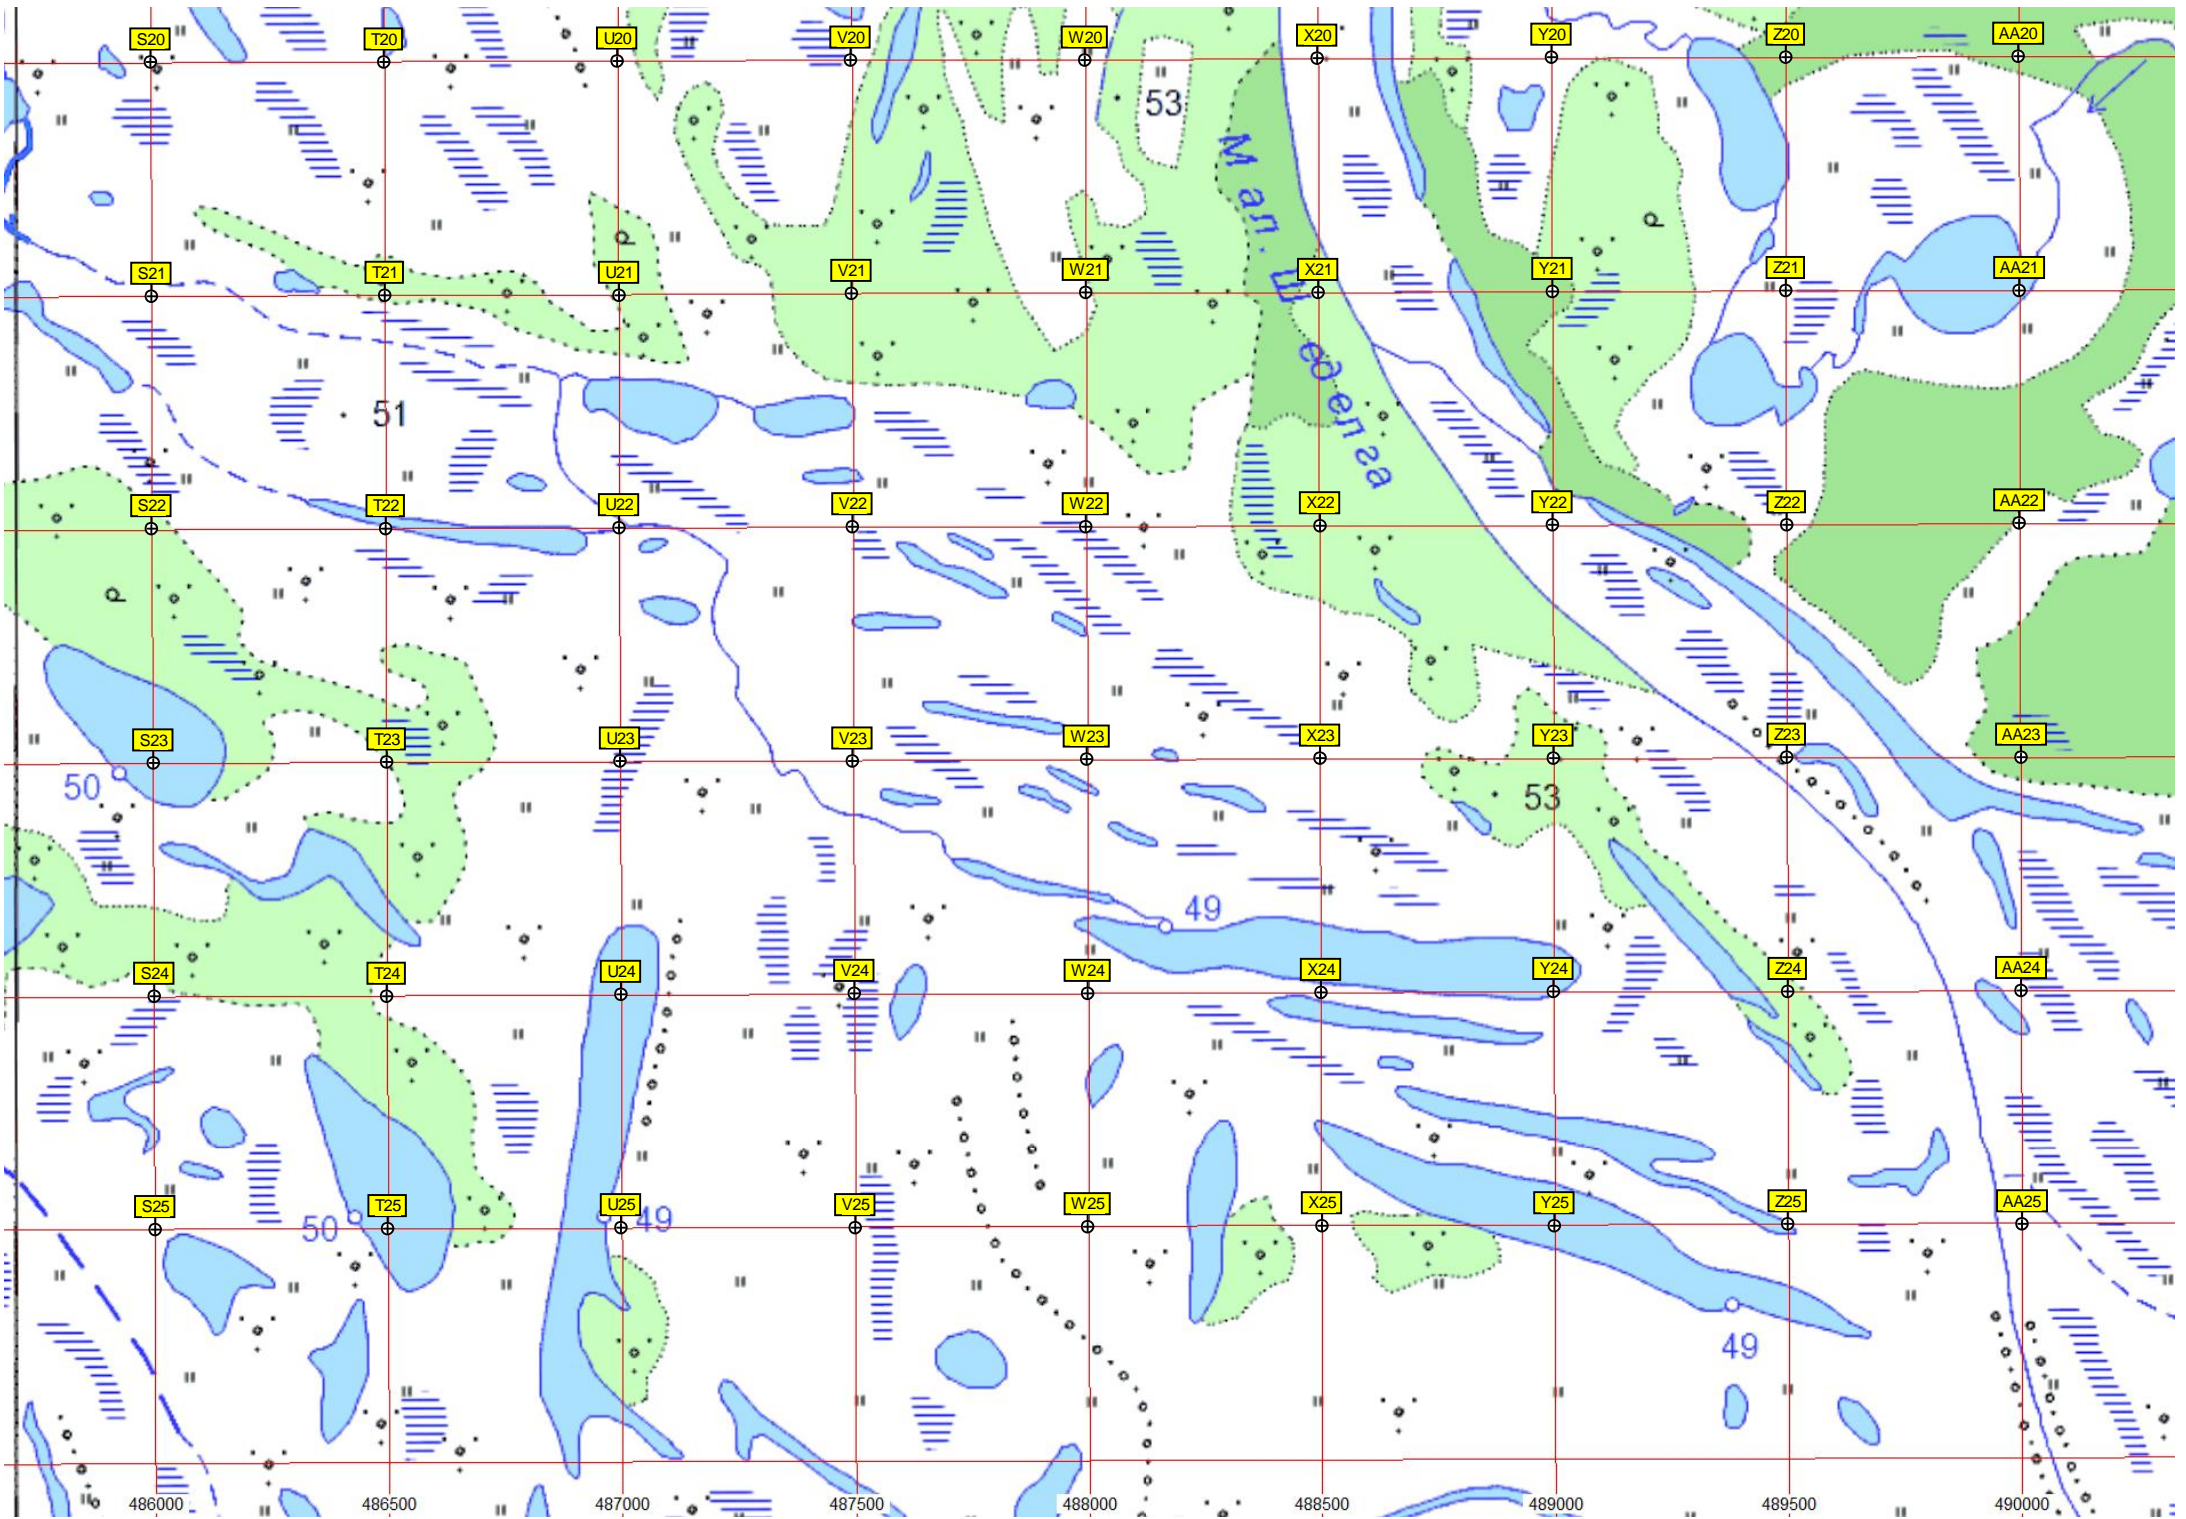 S20 T20 U20 V20 W20 X20 Y20 Z20 AA20
53
Мал. Шеделга
S21 T21 U21 V21 W21 X21 Y21 Z21 AA21
51
S22 T22 U22 V22 W22 X22 Y22 Z22 AA22
S23 T23 U23 V23 W23 X23 Y23 Z23 AA23
50 53
49
S24 T24 U24 V24 W24 X24 Y24 Z24 AA24
S25 T25 U25 V25 W25 X25 Y25 Z25 AA25
50 49
49
486000 486500 487000 487500 488000 488500 489000 489500 490000